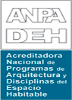 ANPA
DEH
Acreditadora
Nacional de
Programas de
Arquitectura y
Disciplinas del
Espacio
Habitable